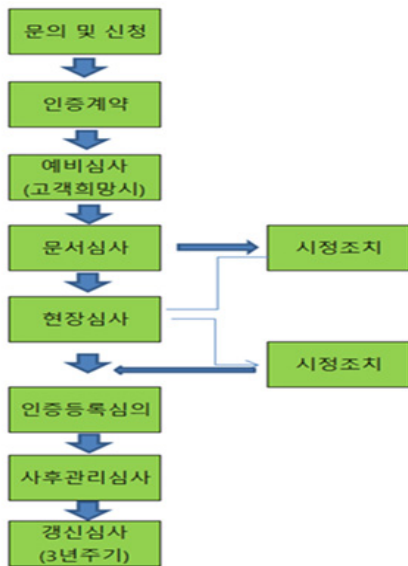 문의 및 신청
인증계약
예비심사
(고객희망시)
문서심사
시정조치
현장심사
시정조치
인증등록심의
사후관리심사
갱신심사
(3년주기)